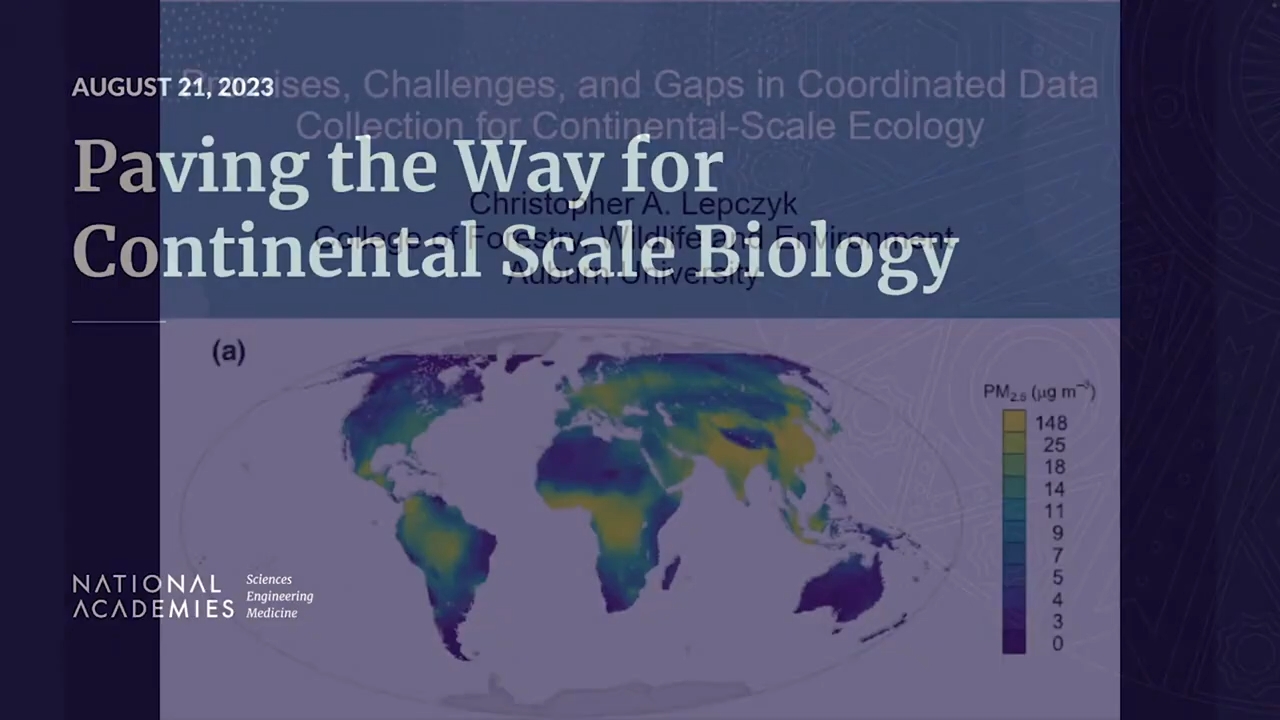 AUGUST 21, 2023
Paving the Way for
Continental Scale Biology
NATIONAL
ACADEMIES
Sciences
Engineering
Medicine
Challenges, and Gaps in Coordinated Data
Collection for Continental-Scale Ecology
Christopher A. Lepczyk
College of Forestry, Wildlife and Environment
Auburn University
(a)
PM2.5 (μg m⁻³)
148
25
18
14
11
9
7
5
4
3
0